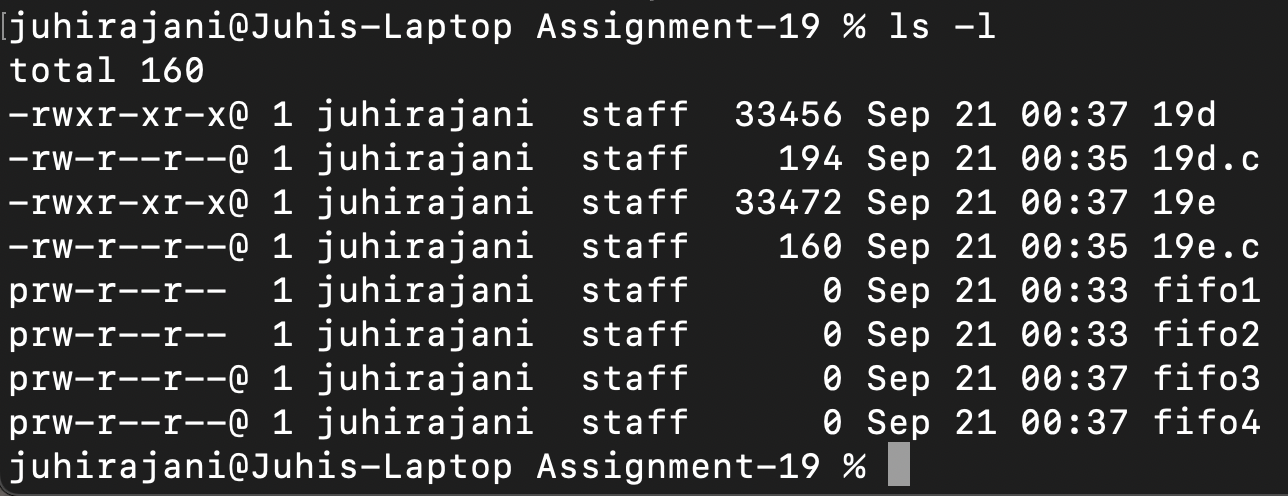 juhirajani@Juhis-Laptop Assignment-19 % ls -l
total 160
-rwxr-xr-x@ 1 juhirajani  staff  33456 Sep 21 00:37 19d
-rw-r--r--@ 1 juhirajani  staff    194 Sep 21 00:35 19d.c
-rwxr-xr-x@ 1 juhirajani  staff  33472 Sep 21 00:37 19e
-rw-r--r--@ 1 juhirajani  staff    160 Sep 21 00:35 19e.c
prw-r--r--  1 juhirajani  staff      0 Sep 21 00:33 fifo1
prw-r--r--  1 juhirajani  staff      0 Sep 21 00:33 fifo2
prw-r--r--@ 1 juhirajani  staff      0 Sep 21 00:37 fifo3
prw-r--r--@ 1 juhirajani  staff      0 Sep 21 00:37 fifo4
juhirajani@Juhis-Laptop Assignment-19 %